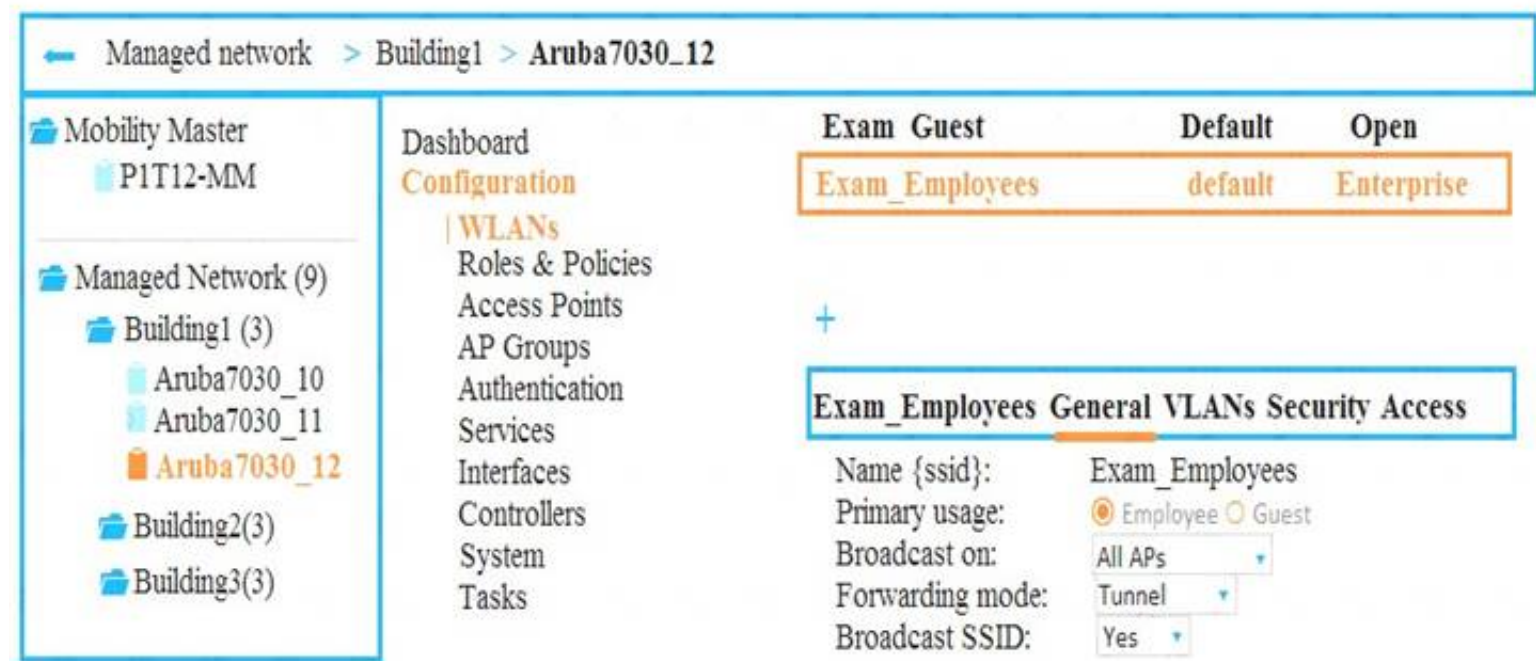 Managed network > Building1 > Aruba7030_12
Mobility Master
P1T12-MM
Managed Network (9)
Building1 (3)
Aruba7030_10
Aruba7030_11
Aruba7030_12
Building2(3)
Building3(3)
Dashboard
Configuration
WLANs
Roles & Policies
Access Points
AP Groups
Authentication
Services
Interfaces
Controllers
System
Tasks
Exam_Guest Default Open
Exam_Employees default Enterprise
+
Exam_Employees General VLANs Security Access
Name {ssid}: Exam_Employees
Primary usage: Employee Guest
Broadcast on: All APs
Forwarding mode: Tunnel
Broadcast SSID: Yes